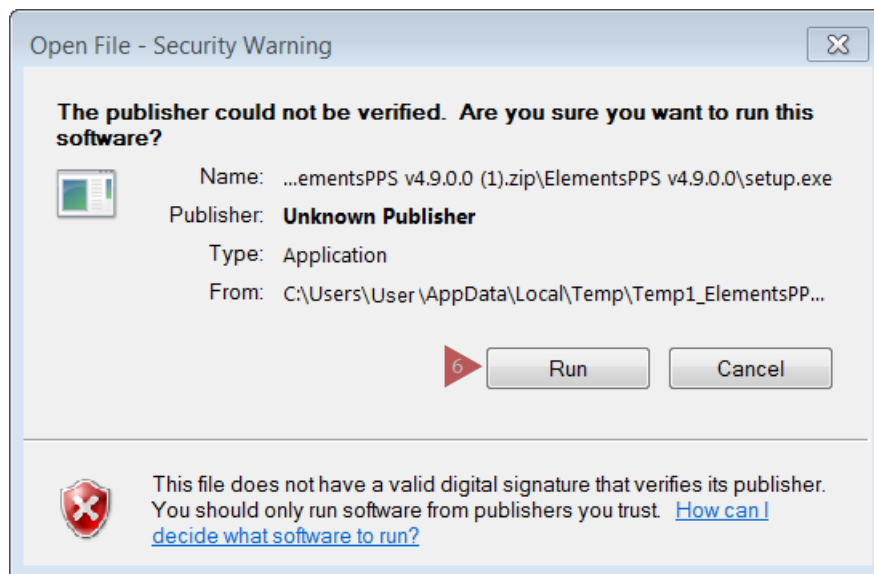 Open File - Security Warning
The publisher could not be verified.  Are you sure you want to run this
software?
Name: ...ementsPPS v4.9.0.0 (1).zip\ElementsPPS v4.9.0.0\setup.exe
Publisher: Unknown Publisher
Type: Application
From: C:\Users\User\AppData\Local\Temp\Temp1_ElementsPP...
6 Run Cancel
This file does not have a valid digital signature that verifies its publisher.
You should only run software from publishers you trust. How can I
decide what software to run?